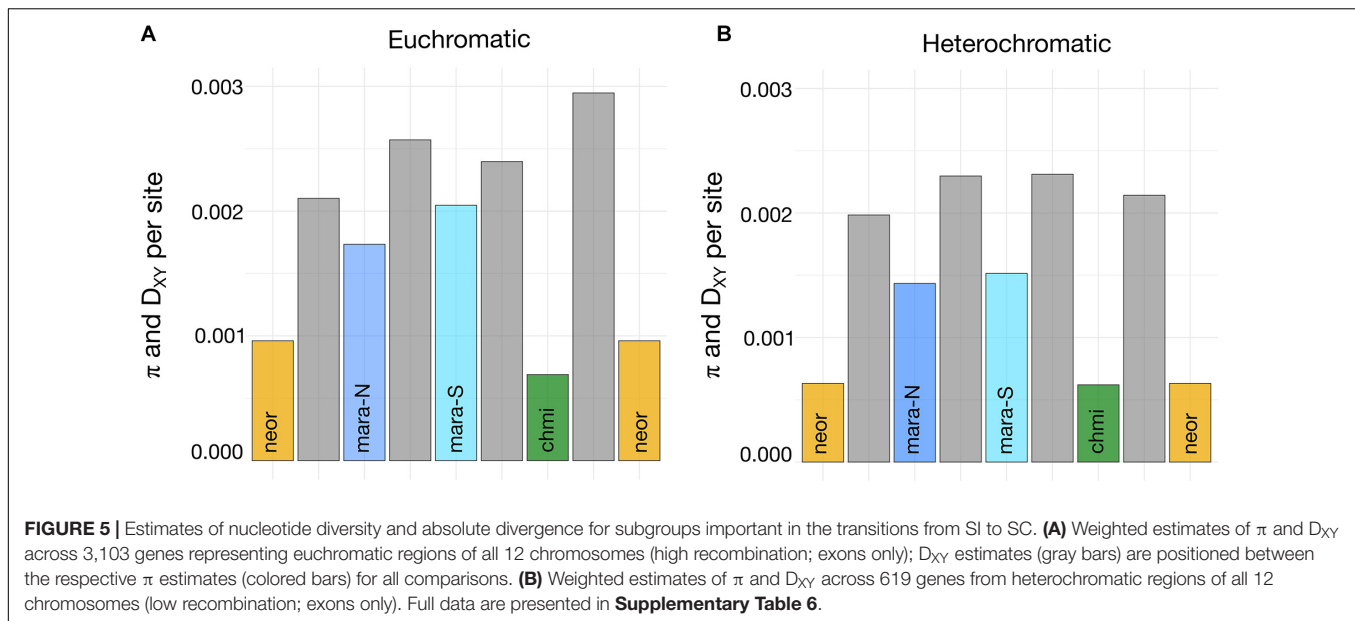 A
Euchromatic
π and DXY per site
0.003
0.002
0.001
0.000
neor
mara-N
mara-S
chmi
neor
B
Heterochromatic
π and DXY per site
0.003
0.002
0.001
0.000
neor
mara-N
mara-S
chmi
neor
FIGURE 5 | Estimates of nucleotide diversity and absolute divergence for subgroups important in the transitions from SI to SC. (A) Weighted estimates of π and DXY
across 3,103 genes representing euchromatic regions of all 12 chromosomes (high recombination; exons only); DXY estimates (gray bars) are positioned between
the respective π estimates (colored bars) for all comparisons. (B) Weighted estimates of π and DXY across 619 genes from heterochromatic regions of all 12
chromosomes (low recombination; exons only). Full data are presented in Supplementary Table 6.